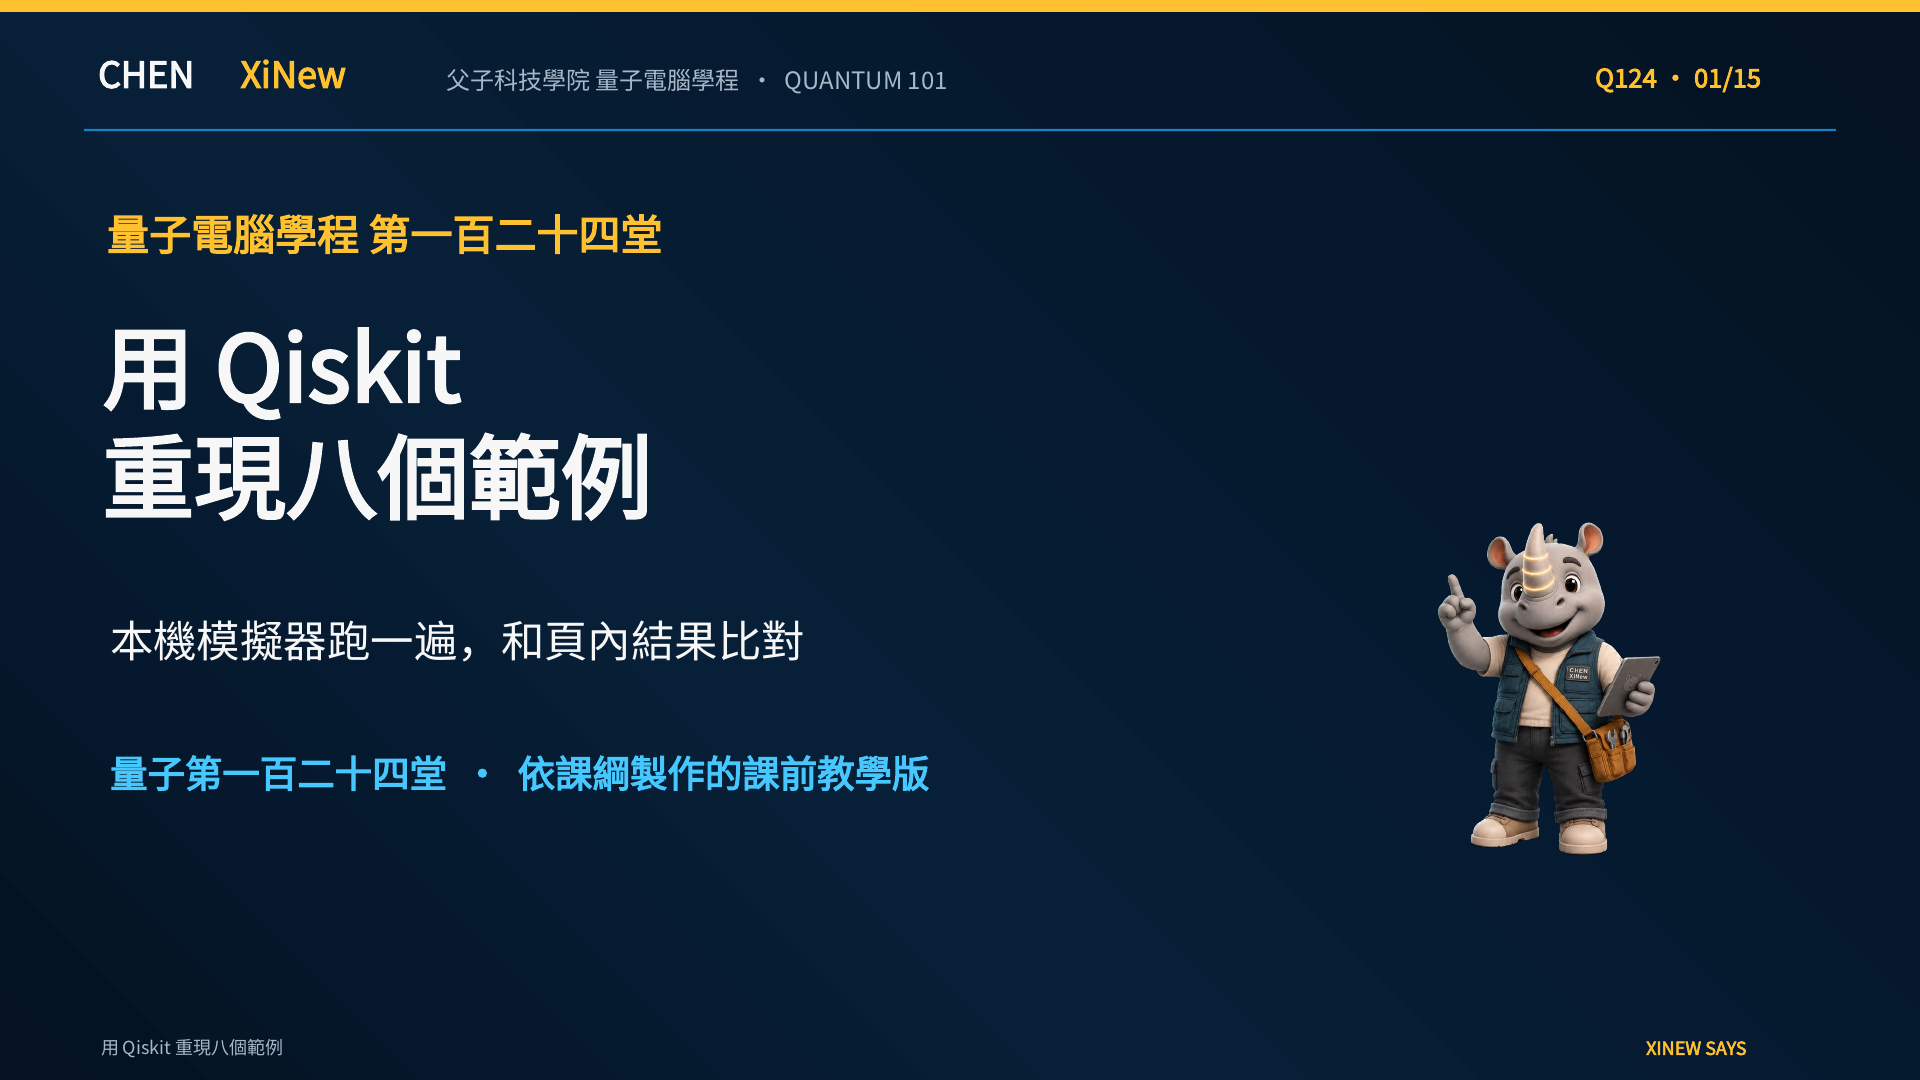 CHEN XiNew 父子科技學院 量子電腦學程 · QUANTUM 101 Q124 · 01/15
量子電腦學程 第一百二十四堂
用 Qiskit
重現八個範例
本機模擬器跑一遍，和頁內結果比對
CHEN
XiNew
量子第一百二十四堂 · 依課綱製作的課前教學版
用 Qiskit 重現八個範例 XINEW SAYS